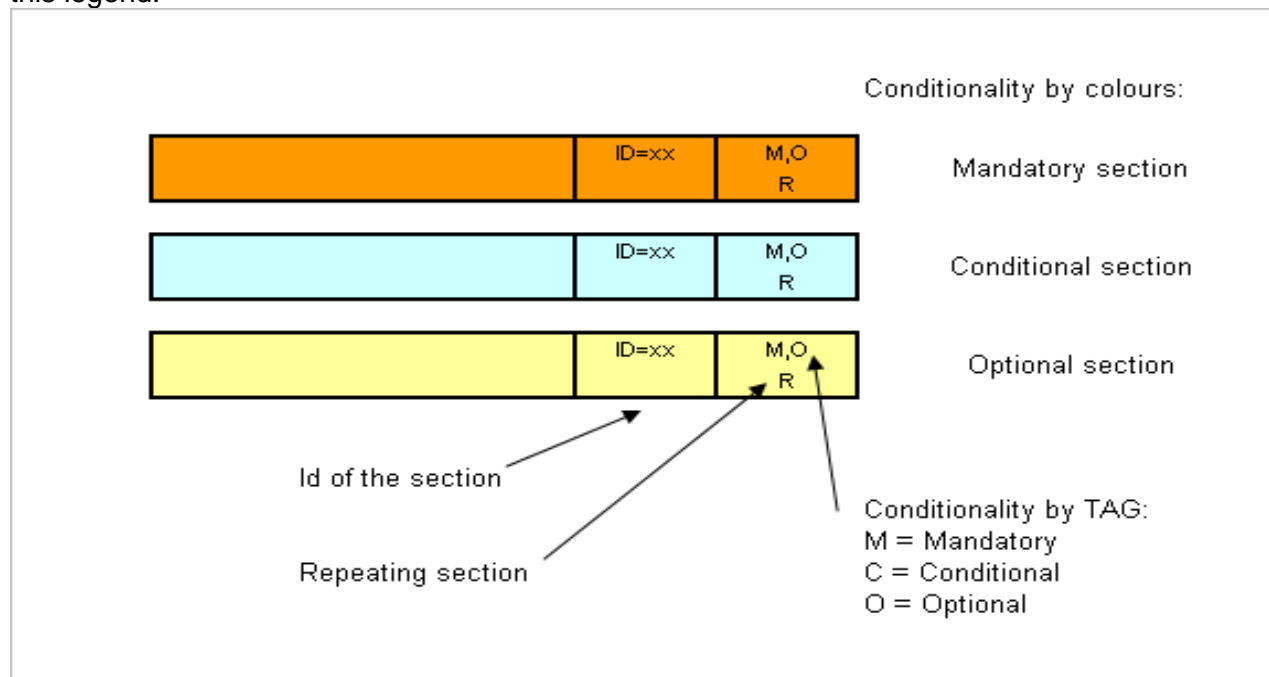 this legend.
Conditionality by colours:
ID=xx M,O
R
Mandatory section
ID=xx M,O
R
Conditional section
ID=xx M,O
R
Optional section
Id of the section
Repeating section
Conditionality by TAG:
M = Mandatory
C = Conditional
O = Optional